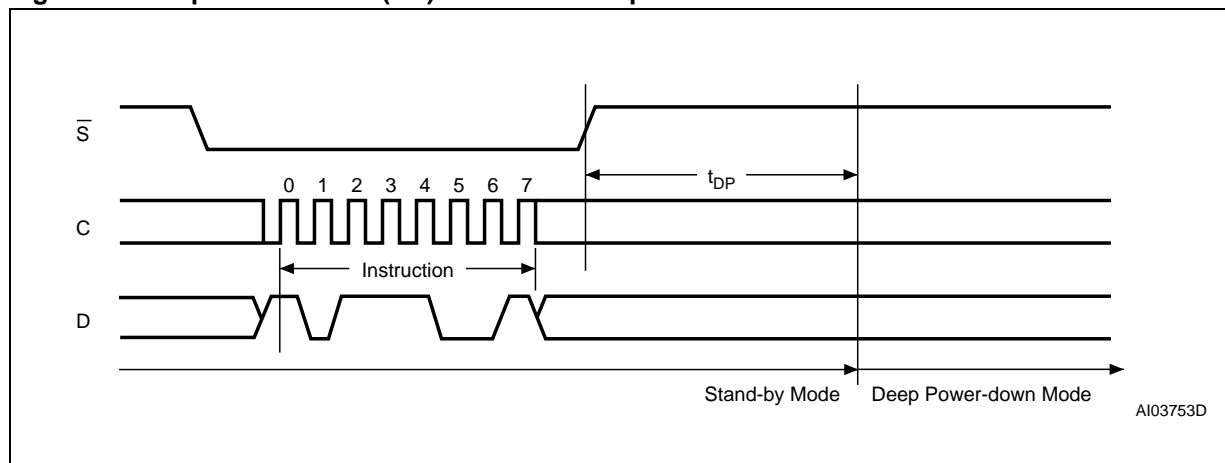 S̅
0 1 2 3 4 5 6 7
tDP
C
Instruction
D
Stand-by Mode Deep Power-down Mode
AI03753D